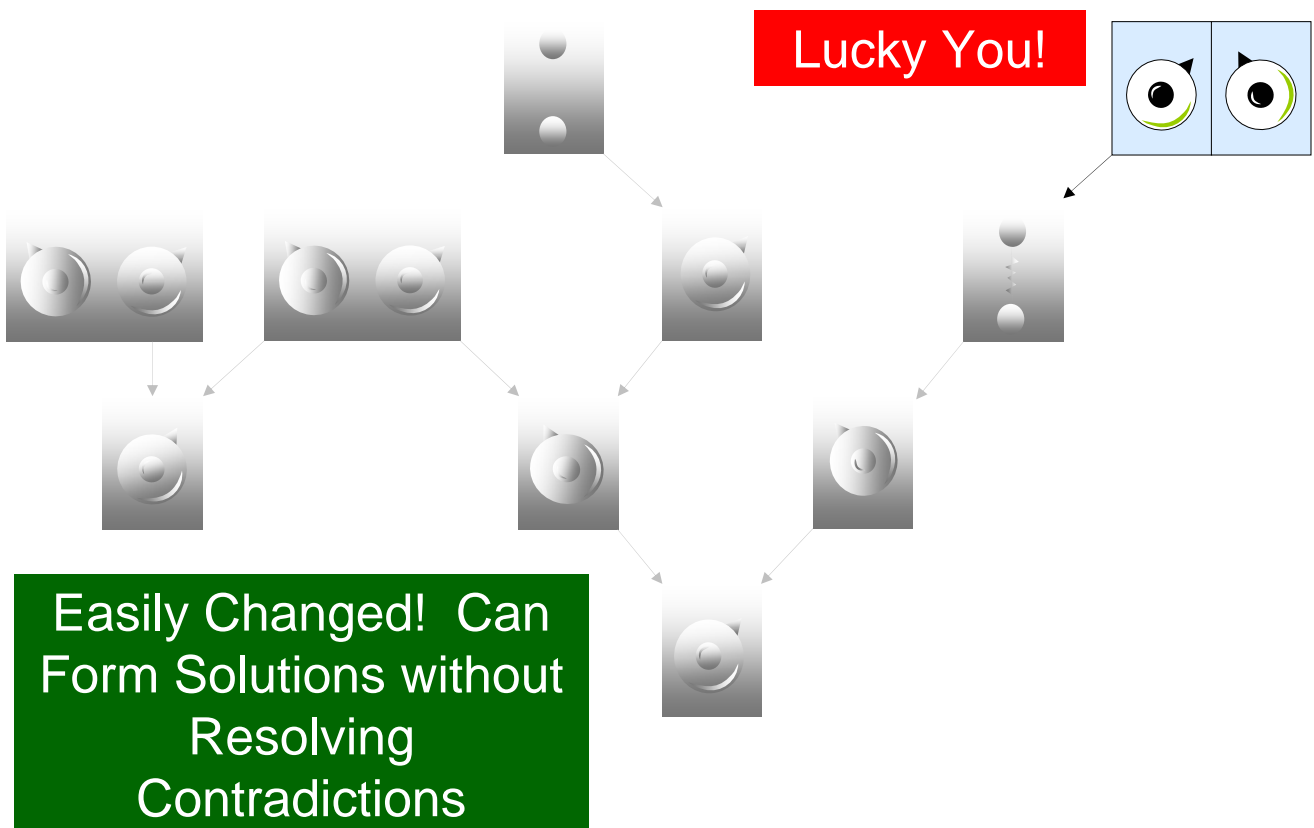 Lucky You!
Easily Changed!  Can
Form Solutions without
Resolving
Contradictions